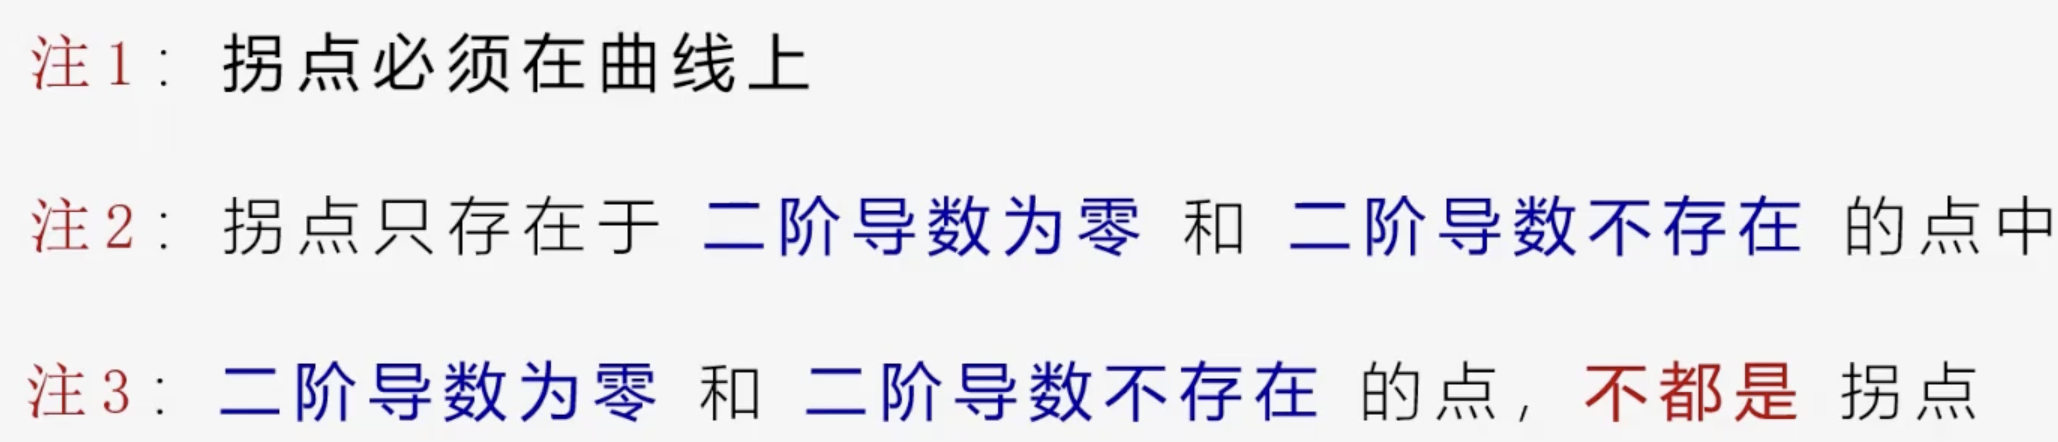 注1： 拐点必须在曲线上
注2： 拐点只存在于 二阶导数为零 和 二阶导数不存在 的点中
注3： 二阶导数为零 和 二阶导数不存在 的点, 不都是 拐点